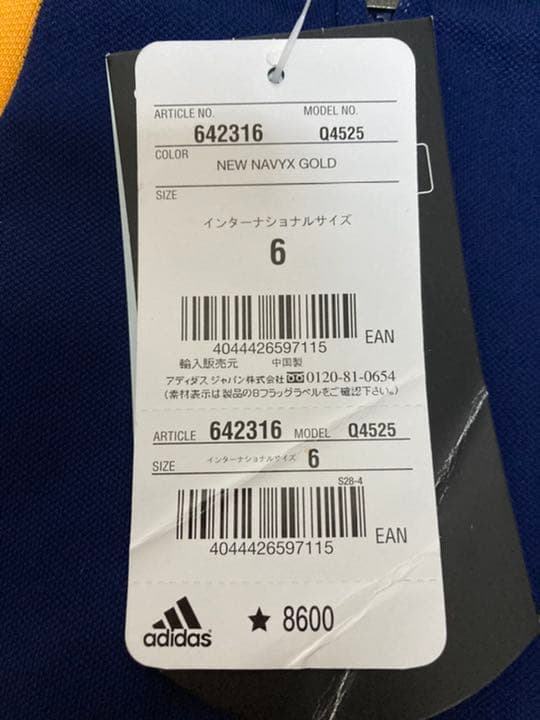 ARTICLE NO. MODEL NO.
642316 Q4525
COLOR
NEW NAVYX GOLD
SIZE
インターナショナルサイズ
6
4044426597115 EAN
輸入販売元 中国製
アディダス ジャパン株式会社 0120-81-0654
(素材表示は製品のBフラッグラベルをご確認下さい。)
ARTICLE 642316 MODEL Q4525
SIZE インターナショナルサイズ 6
S28-4
4044426597115 EAN
adidas ★ 8600